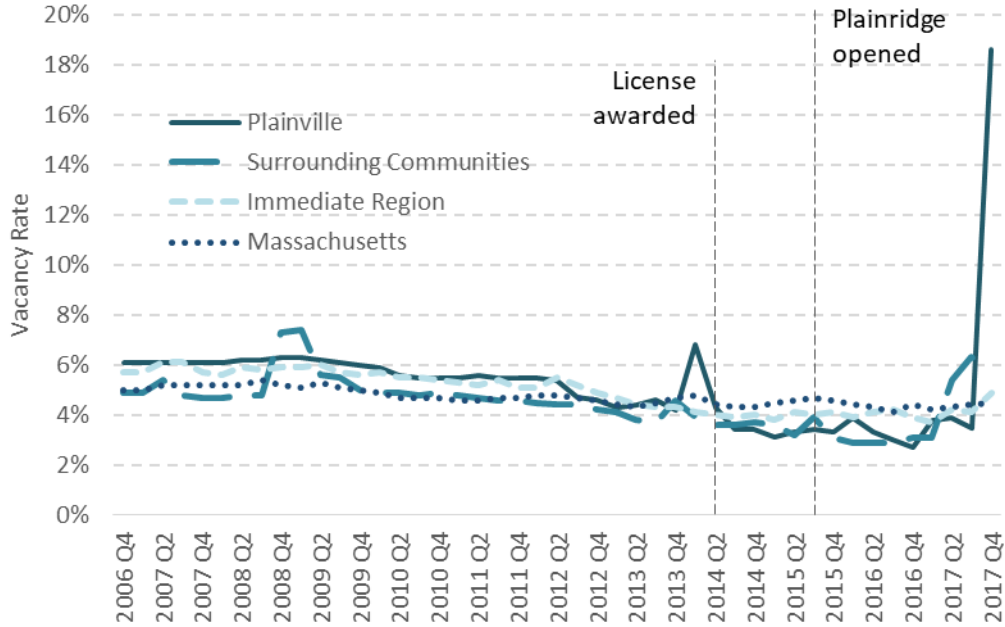 20%
18%
16%
14%
12%
10%
8%
6%
4%
2%
0%
Vacancy Rate
Plainville
Surrounding Communities
Immediate Region
Massachusetts
License
awarded
Plainridge
opened
2006 Q4
2007 Q2
2007 Q4
2008 Q2
2008 Q4
2009 Q2
2009 Q4
2010 Q2
2010 Q4
2011 Q2
2011 Q4
2012 Q2
2012 Q4
2013 Q2
2013 Q4
2014 Q2
2014 Q4
2015 Q2
2015 Q4
2016 Q2
2016 Q4
2017 Q2
2017 Q4